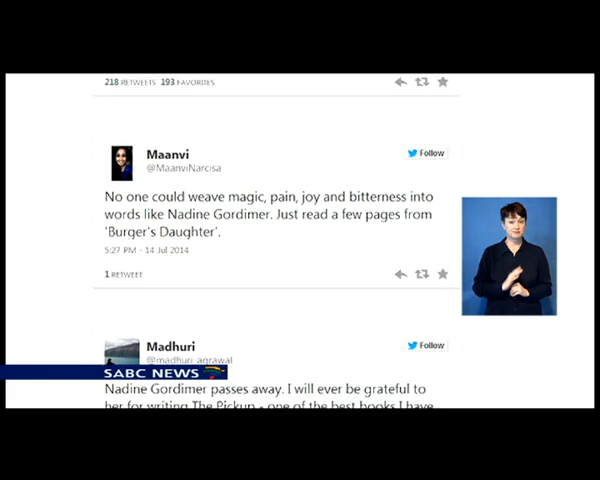 218 RETWEETS 193 FAVORITES
Maanvi
Follow
@MaanviNarcisa
No one could weave magic, pain, joy and bitterness into
words like Nadine Gordimer. Just read a few pages from
'Burger's Daughter'.
5:27 PM - 14 Jul 2014
1 RETWEET
Madhuri
Follow
@madhuri_agrawal
SABC NEWS
Nadine Gordimer passes away. I will ever be grateful to
her for writing The Pickup - one of the best books I have